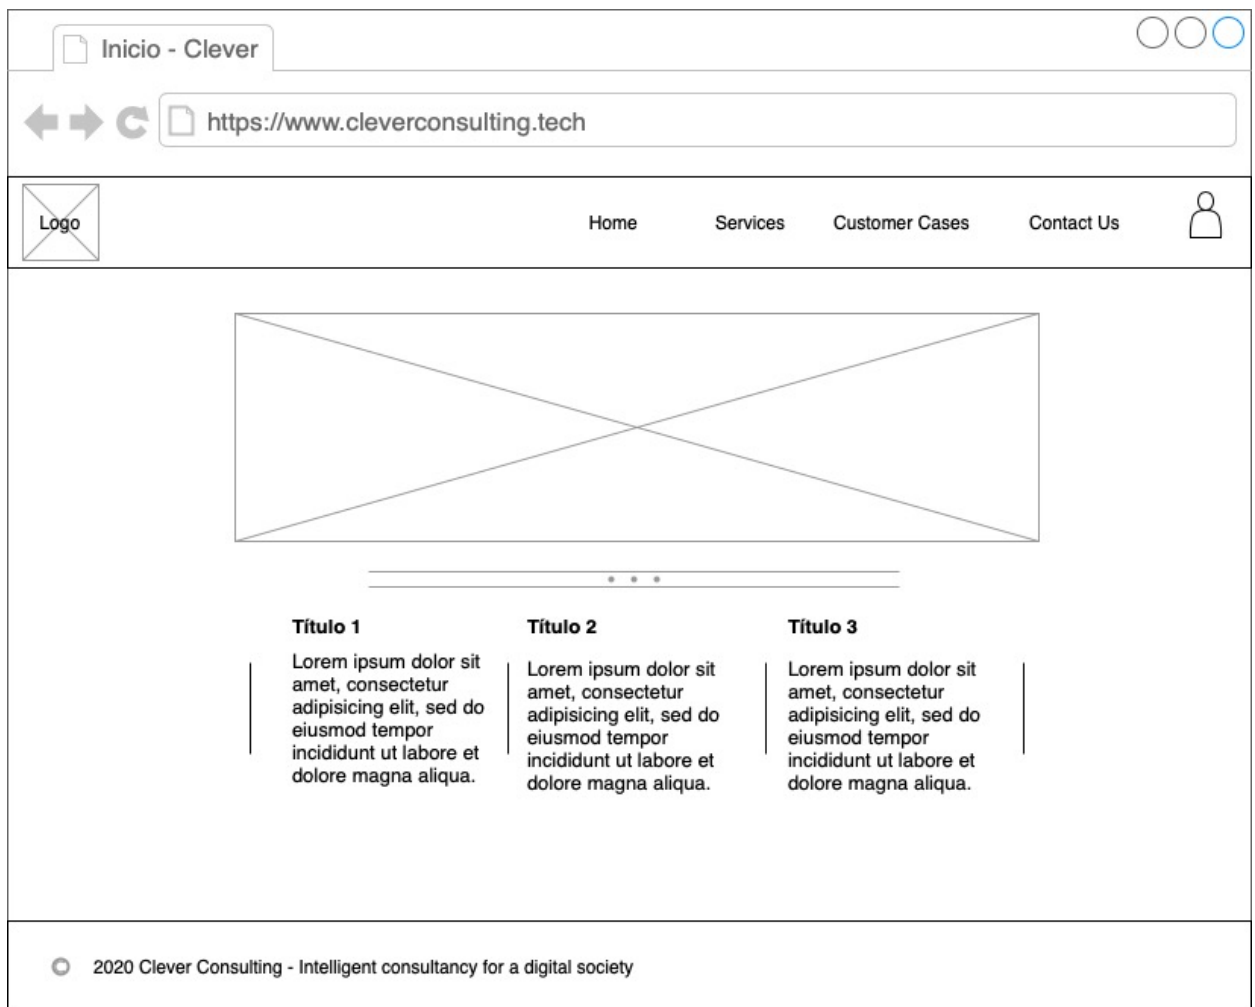 Inicio - Clever
https://www.cleverconsulting.tech
Logo
Home
Services
Customer Cases
Contact Us
Título 1
Lorem ipsum dolor sit
amet, consectetur
adipisicing elit, sed do
eiusmod tempor
incididunt ut labore et
dolore magna aliqua.
Título 2
Lorem ipsum dolor sit
amet, consectetur
adipisicing elit, sed do
eiusmod tempor
incididunt ut labore et
dolore magna aliqua.
Título 3
Lorem ipsum dolor sit
amet, consectetur
adipisicing elit, sed do
eiusmod tempor
incididunt ut labore et
dolore magna aliqua.
© 2020 Clever Consulting - Intelligent consultancy for a digital society